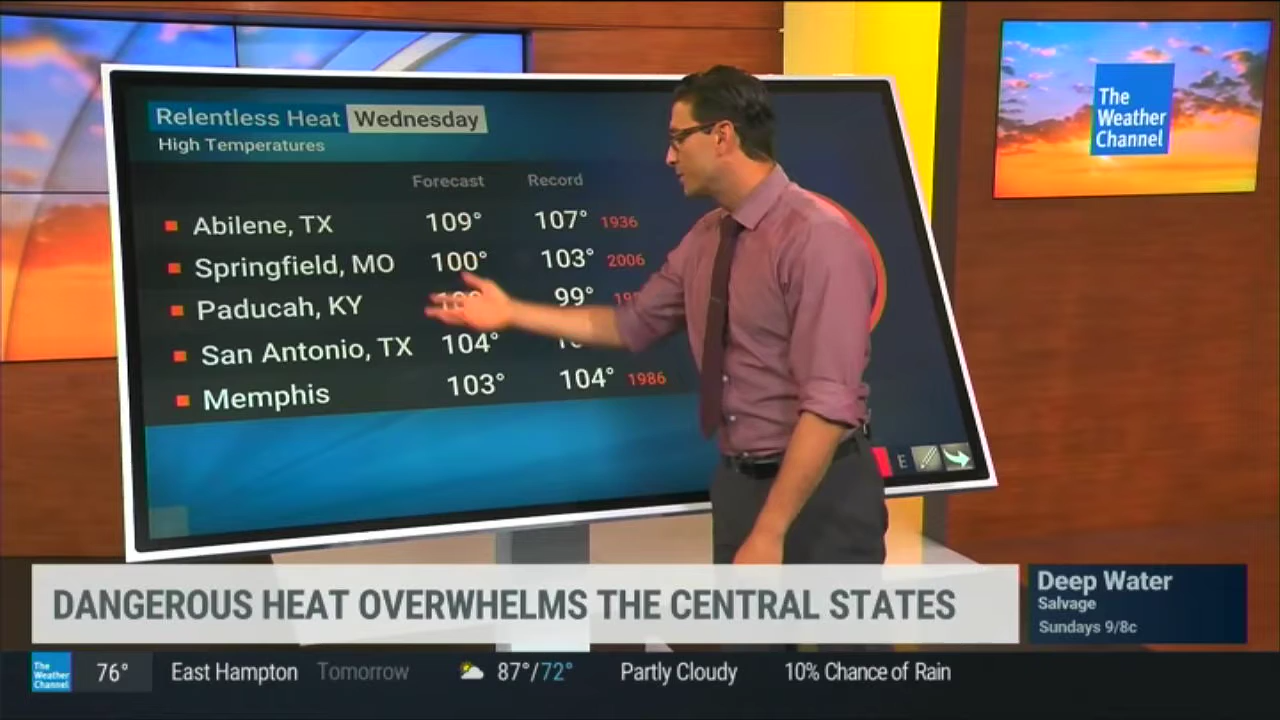 Relentless Heat Wednesday
High Temperatures
Forecast Record
Abilene, TX 109° 107° 1936
Springfield, MO 100° 103° 2006
Paducah, KY 99°
San Antonio, TX 104°
Memphis 103° 104° 1986
E
The
Weather
Channel
DANGEROUS HEAT OVERWHELMS THE CENTRAL STATES
Deep Water
Salvage
Sundays 9/8c
The
Weather
Channel
76° East Hampton Tomorrow 87°/72° Partly Cloudy 10% Chance of Rain